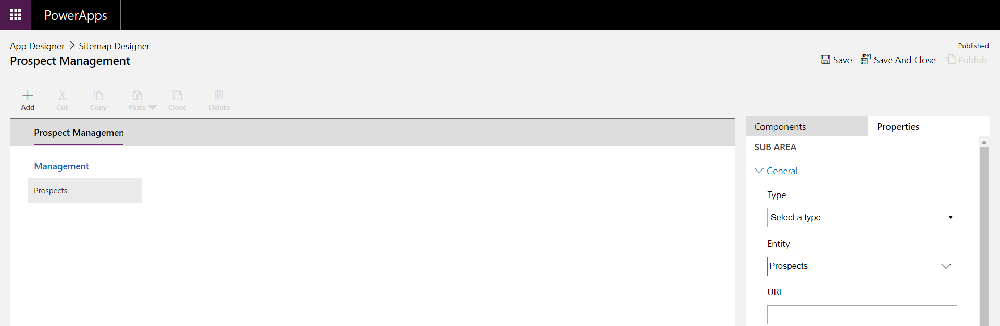 PowerApps
App Designer > Sitemap Designer
Prospect Management
Published
Save Save And Close Publish
Add Cut Copy Paste Clone Delete
Prospect Managemen
Management
Prospects
Components Properties
SUB AREA
General
Type
Select a type
Entity
Prospects
URL